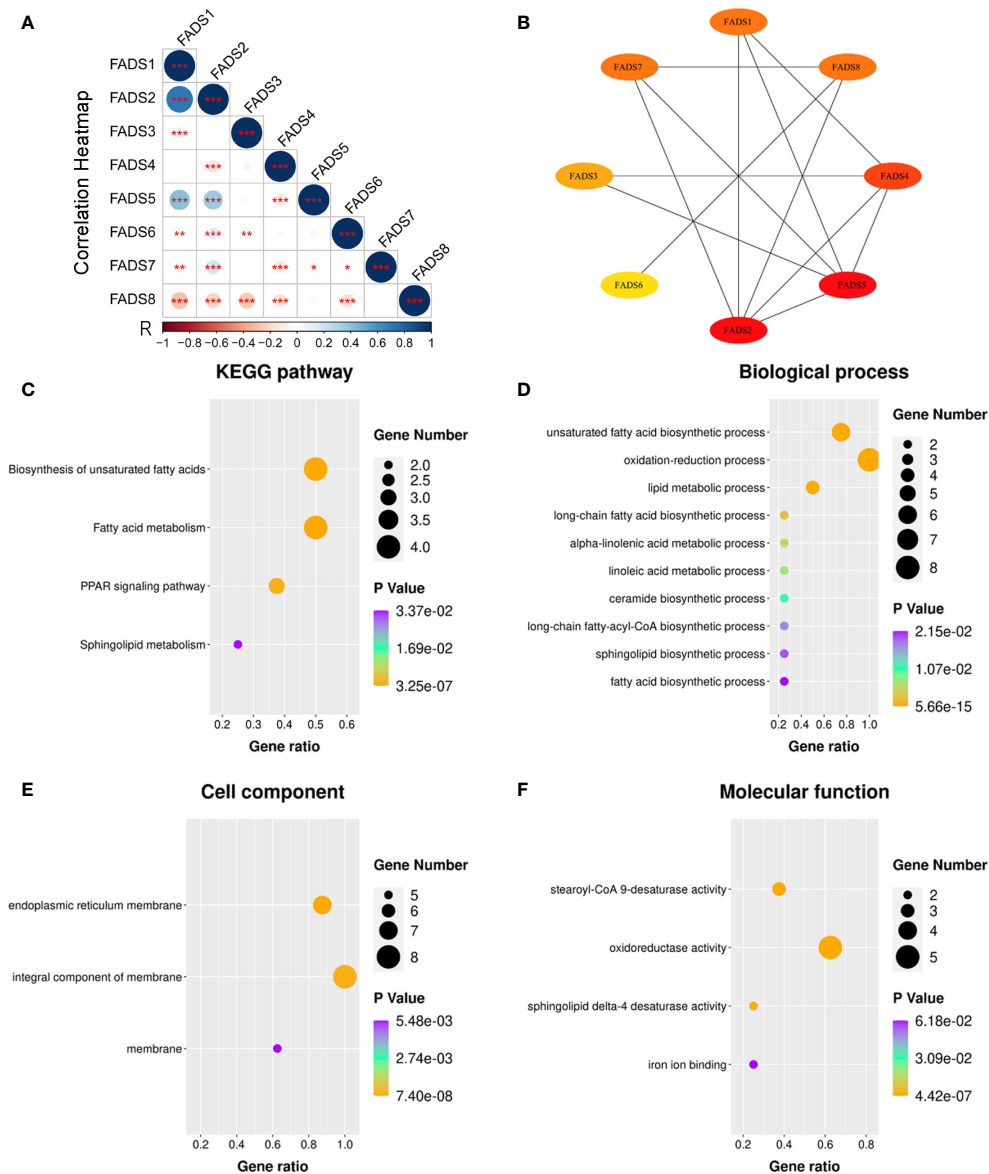 A
Correlation Heatmap
FADS1
FADS2
FADS3
FADS4
FADS5
FADS6
FADS7
FADS8
FADS1
***
FADS2
*** ***
FADS3
*** ***
FADS4
*** ***
FADS5
*** *** *** ***
FADS6
** *** ** ***
FADS7
** *** *** * * ***
FADS8
*** *** *** *** *** ***
R
−1 −0.8 −0.6 −0.4 −0.2 0 0.2 0.4 0.6 0.8 1
B
FADS1
FADS7
FADS8
FADS3
FADS4
FADS6
FADS5
FADS2
C
KEGG pathway
Biosynthesis of unsaturated fatty acids
Fatty acid metabolism
PPAR signaling pathway
Sphingolipid metabolism
0.2 0.3 0.4 0.5 0.6
Gene ratio
Gene Number
2.0
2.5
3.0
3.5
4.0
P Value
3.37e-02
1.69e-02
3.25e-07
D
Biological process
unsaturated fatty acid biosynthetic process
oxidation-reduction process
lipid metabolic process
long-chain fatty acid biosynthetic process
alpha-linolenic acid metabolic process
linoleic acid metabolic process
ceramide biosynthetic process
long-chain fatty-acyl-CoA biosynthetic process
sphingolipid biosynthetic process
fatty acid biosynthetic process
0.2 0.4 0.6 0.8 1.0
Gene ratio
Gene Number
2
3
4
5
6
7
8
P Value
2.15e-02
1.07e-02
5.66e-15
E
Cell component
endoplasmic reticulum membrane
integral component of membrane
membrane
0.2 0.4 0.6 0.8 1.0
Gene ratio
Gene Number
5
6
7
8
P Value
5.48e-03
2.74e-03
7.40e-08
F
Molecular function
stearoyl-CoA 9-desaturase activity
oxidoreductase activity
sphingolipid delta-4 desaturase activity
iron ion binding
0.2 0.4 0.6 0.8
Gene ratio
Gene Number
2
3
4
5
P Value
6.18e-02
3.09e-02
4.42e-07